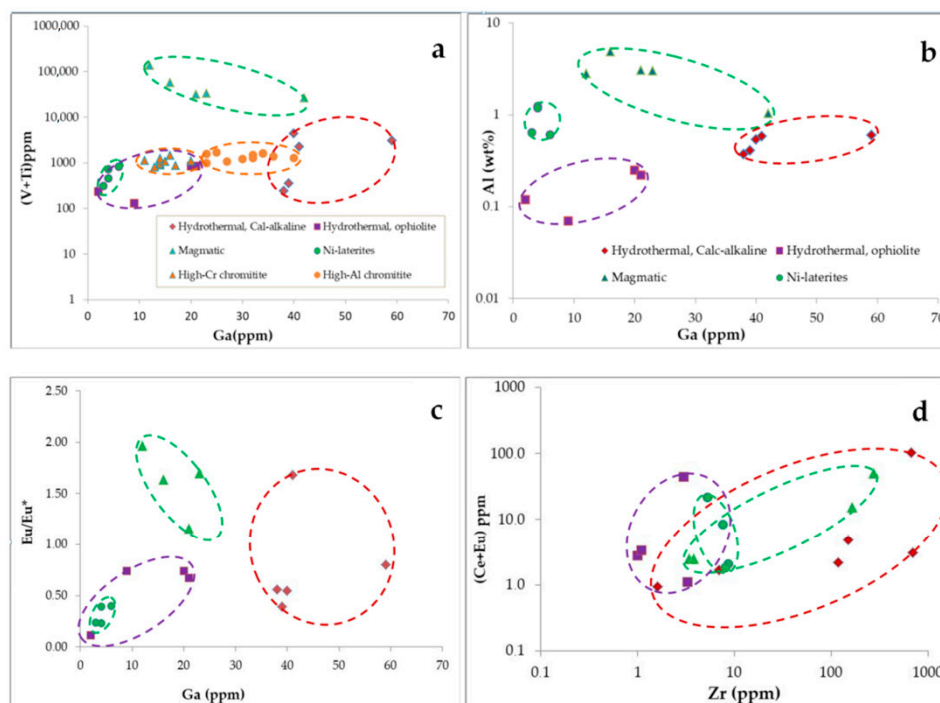 a
1000,000
100,000
10,000
1000
100
10
1
(V+Ti)ppm
0 10 20 30 40 50 60 70
Ga(ppm)
Hydrothermal, Cal-alkaline
Hydrothermal, ophiolite
Magmatic
Ni-laterites
High-Cr chromitite
High-Al chromitite
b
10
1
0.1
0.01
Al (wt%)
0 10 20 30 40 50 60 70
Ga (ppm)
Hydrothermal, Calc-alkaline
Hydrothermal, ophiolite
Magmatic
Ni-laterites
c
2.50
2.00
1.50
1.00
0.50
0.00
Eu/Eu*
0 10 20 30 40 50 60 70
Ga (ppm)
d
1000
100.0
10.0
1.0
0.1
(Ce-Eu) ppm
0.1 1 10 100 1000
Zr (ppm)